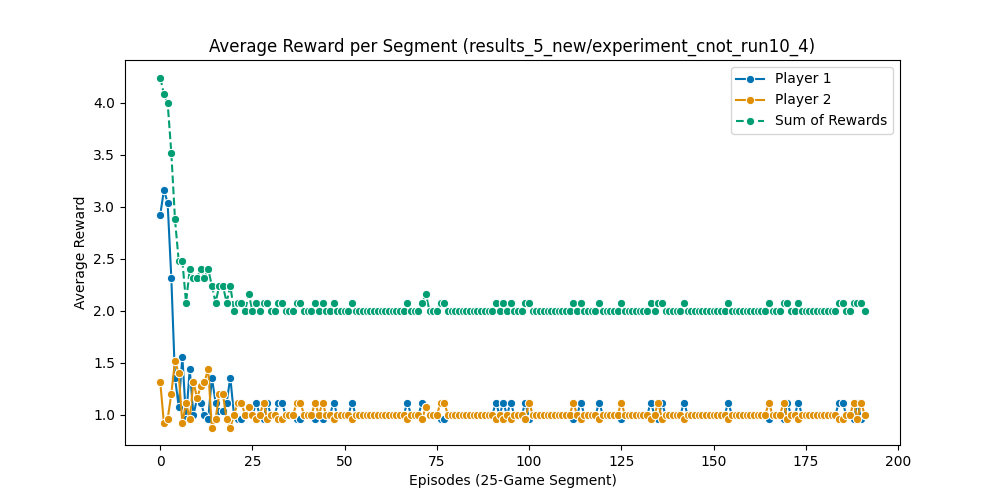 Average Reward per Segment (results_5_new/experiment_cnot_run10_4)
Player 1
Player 2
Sum of Rewards
Average Reward
4.0
3.5
3.0
2.5
2.0
1.5
1.0
0
25
50
75
100
125
150
175
200
Episodes (25-Game Segment)